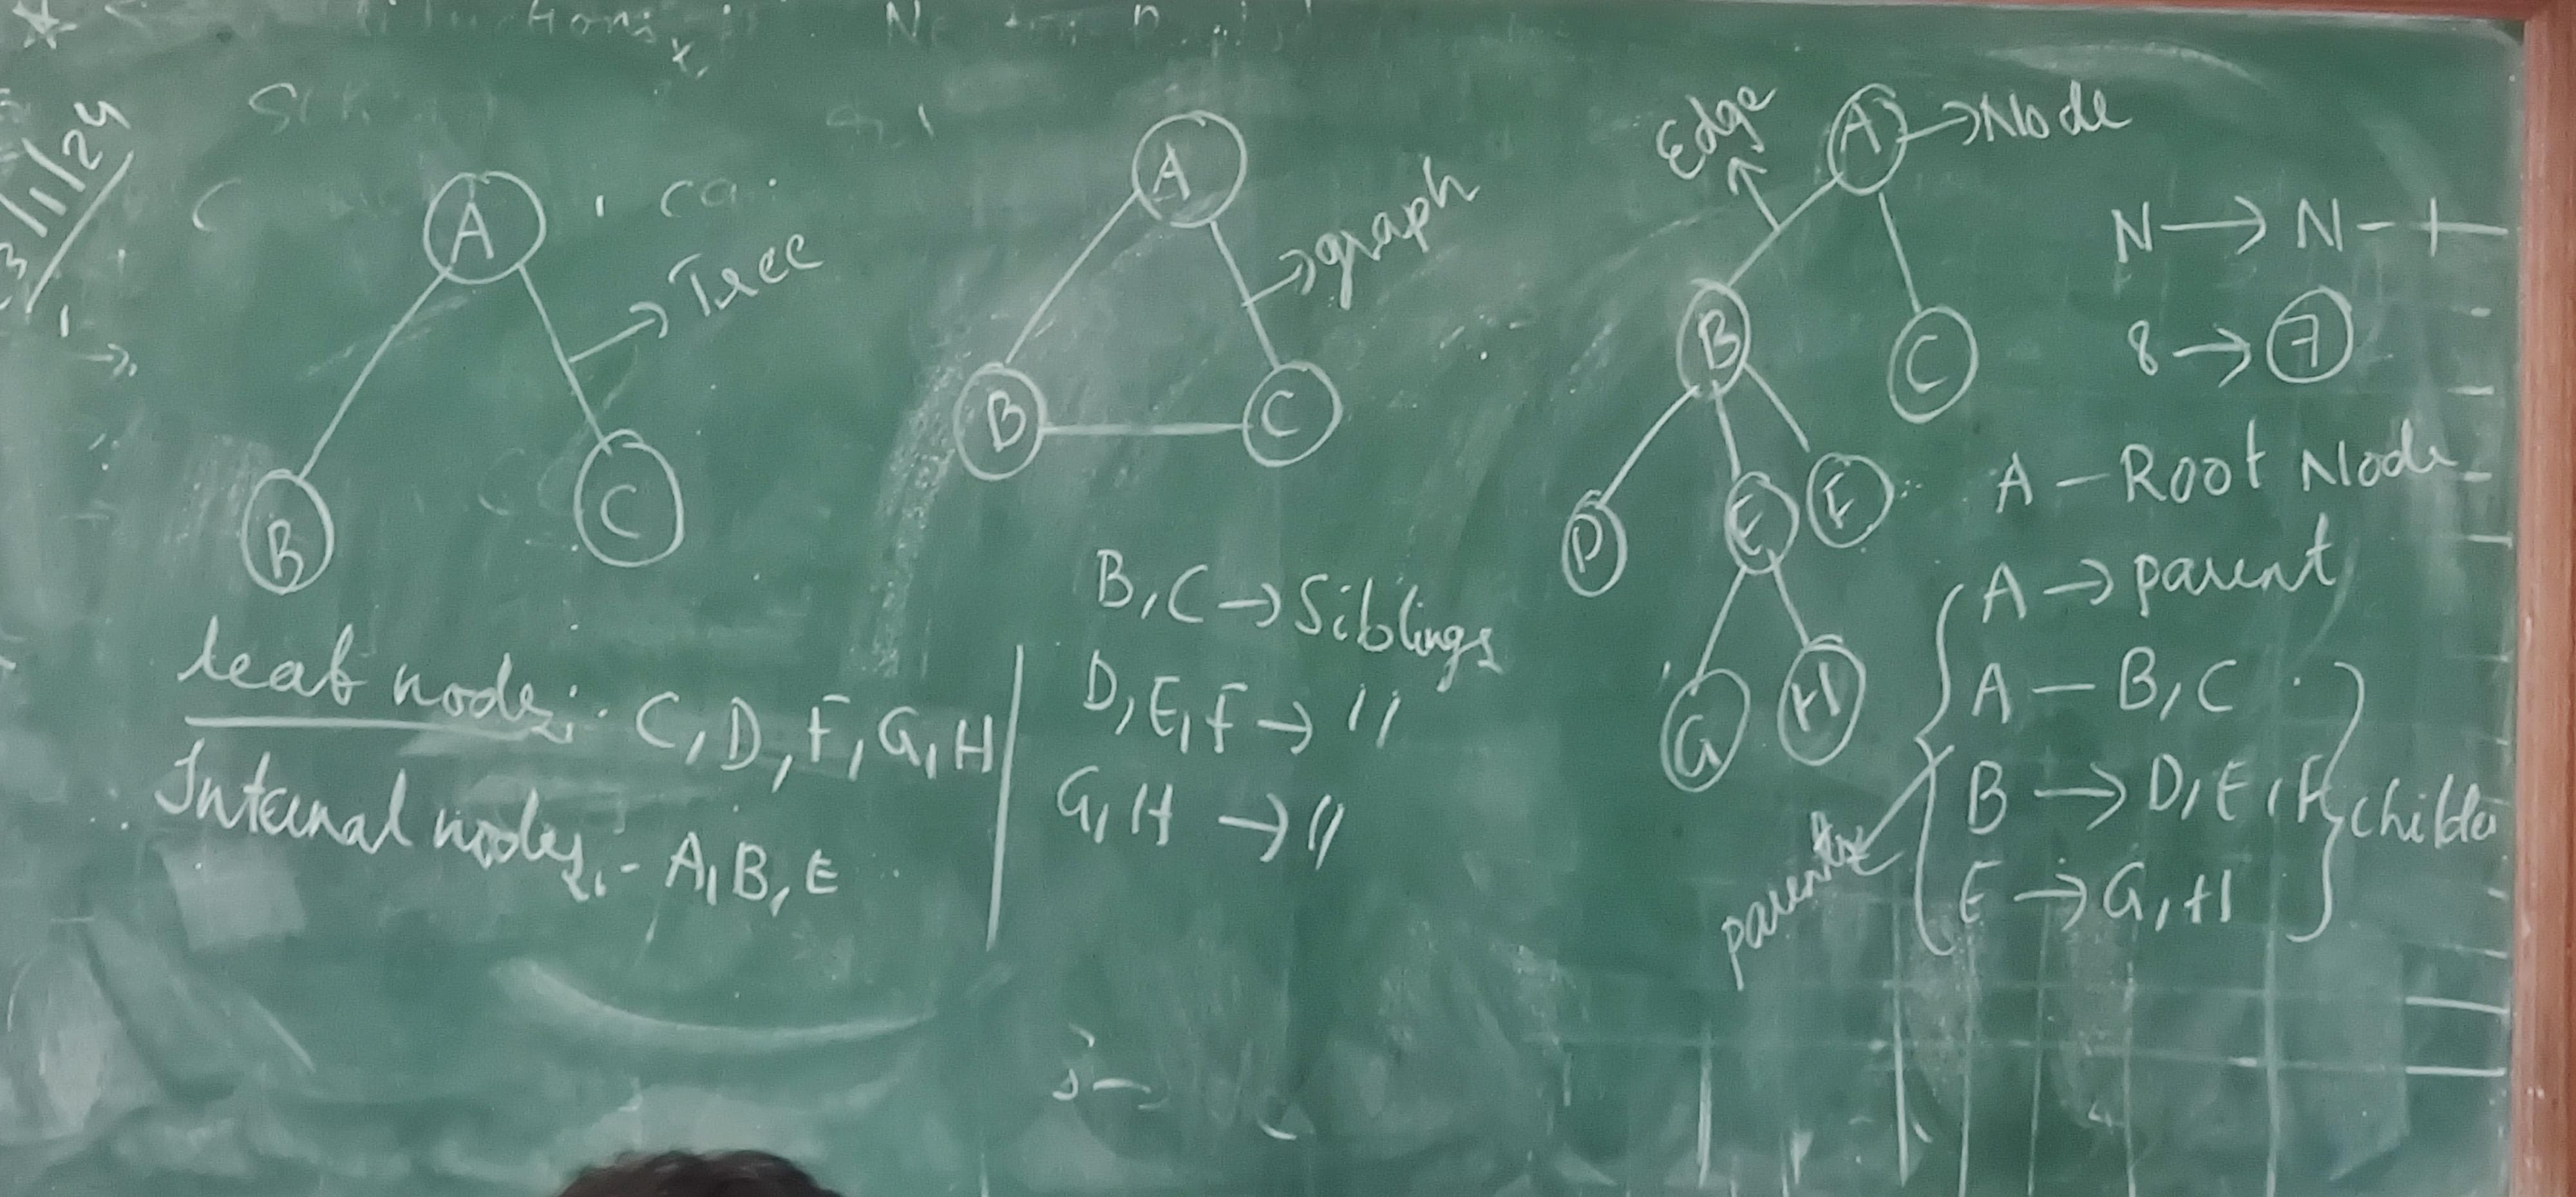 3/1/24
A
→ Tree
B
C
A
→ graph
B
C
Edge
A → Node
B
C
D
E
F
G
H
N → N-1
8 → 7
A - Root Node
A → parent
A - B, C
B → D, E, F
E → G, H
parents
B, C → Siblings
D, E, F → "
G, H → "
leaf nodes:- C, D, F, G, H
Internal nodes:- A, B, E